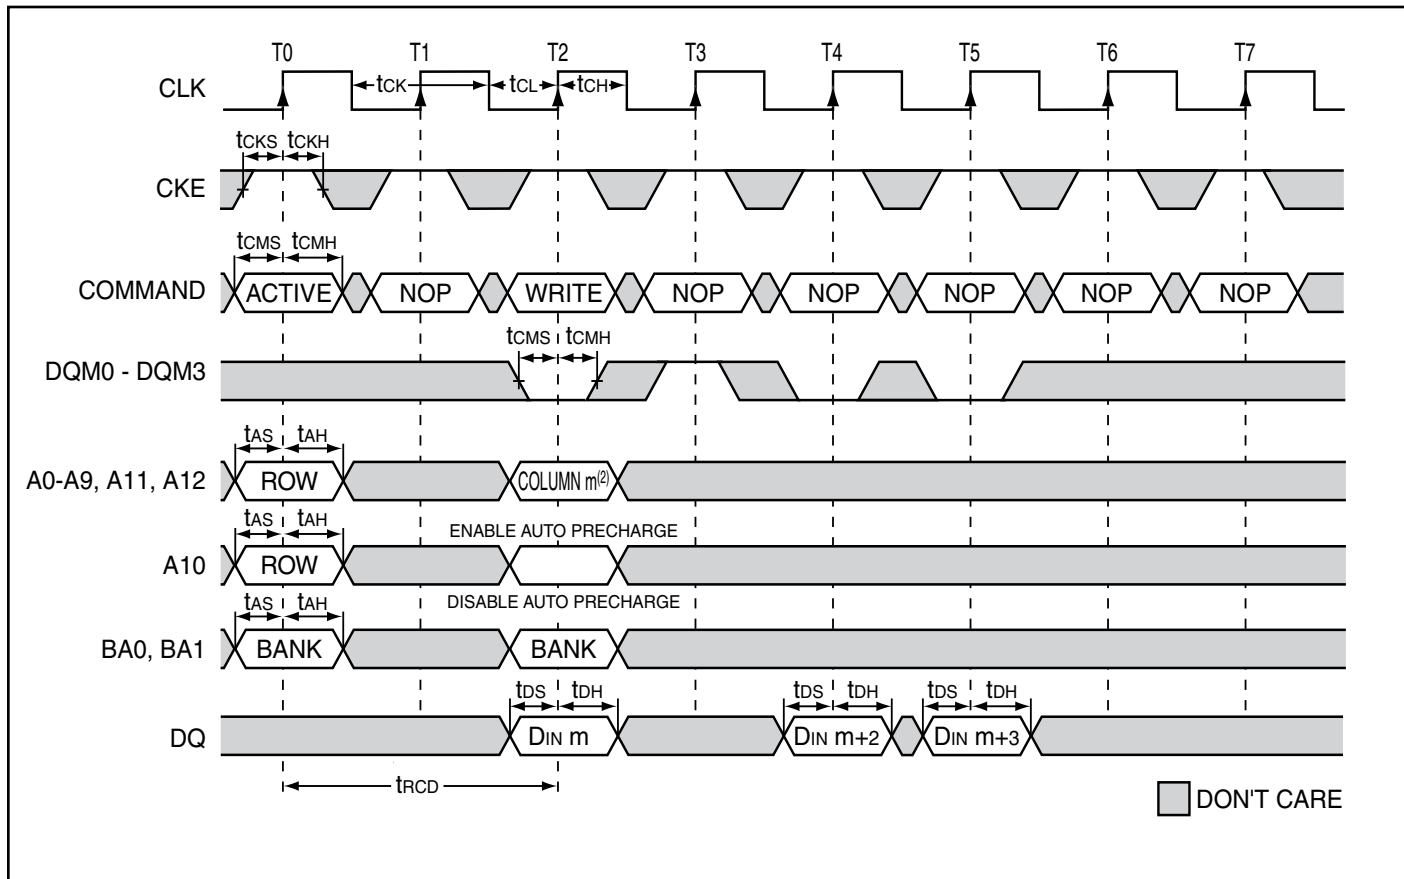 T0 T1 T2 T3 T4 T5 T6 T7
CLK tCK tCL tCH
tCKS tCKH
CKE
tCMS tCMH
COMMAND ACTIVE NOP WRITE NOP NOP NOP NOP NOP
tCMS tCMH
DQM0 - DQM3
tAS tAH
A0-A9, A11, A12 ROW COLUMN m(2)
tAS tAH ENABLE AUTO PRECHARGE
A10 ROW
tAS tAH DISABLE AUTO PRECHARGE
BA0, BA1 BANK BANK
tDS tDH tDS tDH tDS tDH
DQ DIN m DIN m+2 DIN m+3
tRCD
DON'T CARE